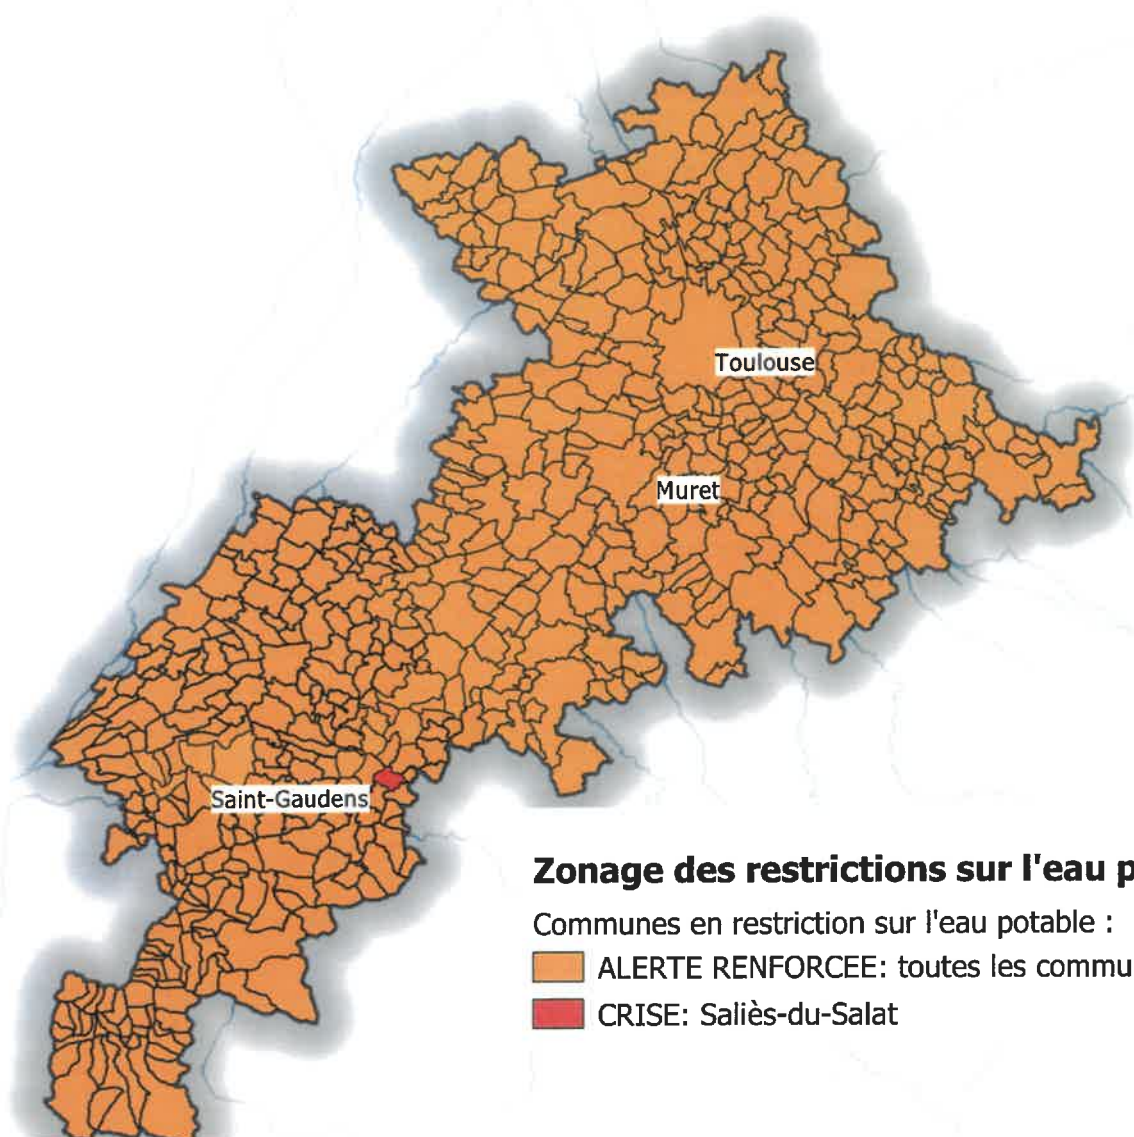 Toulouse
Muret
Saint-Gaudens
Zonage des restrictions sur l'eau p
Communes en restriction sur l'eau potable :
ALERTE RENFORCEE: toutes les commu
CRISE: Saliès-du-Salat